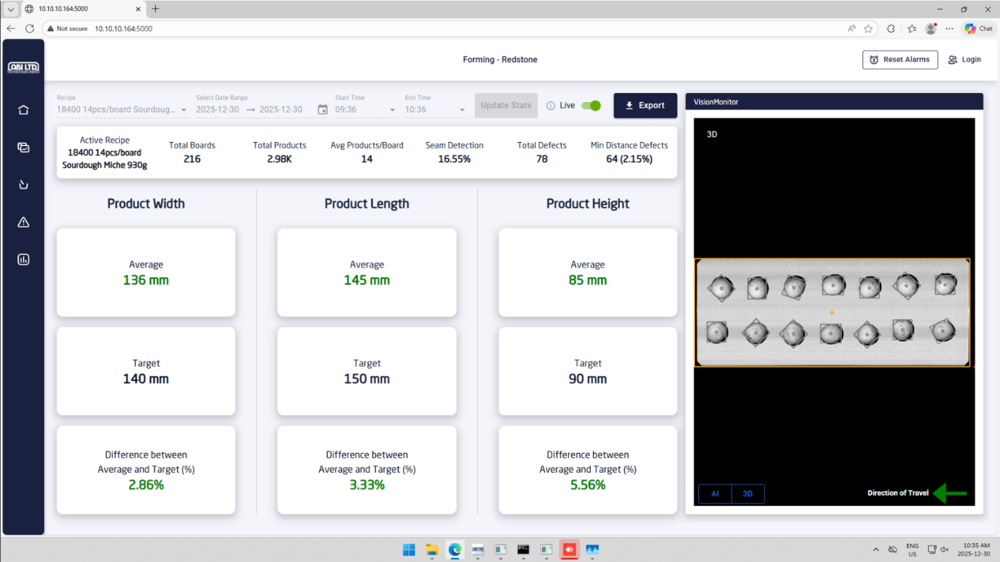 10.10.10.164:5000
Not secure 10.10.10.164:5000
Chat
ABI LTD
Forming - Redstone
Reset Alarms
Login
Recipe
18400 14pcs/board Sourdoug...
Select Date Range
2025-12-30 → 2025-12-30
Start Time
09:36
End Time
10:36
Update Stats
Live
Export
Active Recipe
18400 14pcs/board
Sourdough Miche 930g
Total Boards
216
Total Products
2.98K
Avg Products/Board
14
Seam Detection
16.55%
Total Defects
78
Min Distance Defects
64 (2.15%)
Product Width
Average
136 mm
Target
140 mm
Difference between
Average and Target (%)
2.86%
Product Length
Average
145 mm
Target
150 mm
Difference between
Average and Target (%)
3.33%
Product Height
Average
85 mm
Target
90 mm
Difference between
Average and Target (%)
5.56%
VisionMonitor
3D
AI
3D
Direction of Travel
ENG
US
10:35 AM
2025-12-30